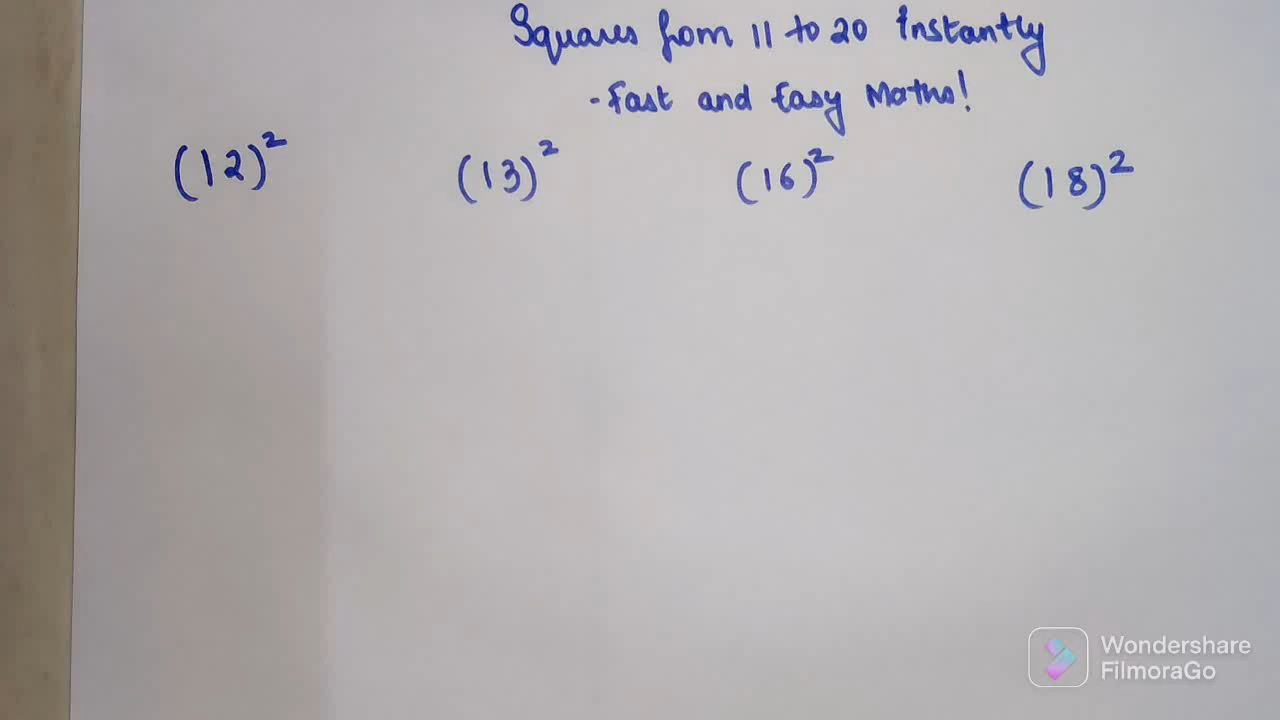 Squares from 11 to 20 Instantly
- Fast and Easy Maths!
(12)² (13)² (16)² (18)²
Wondershare
FilmoraGo